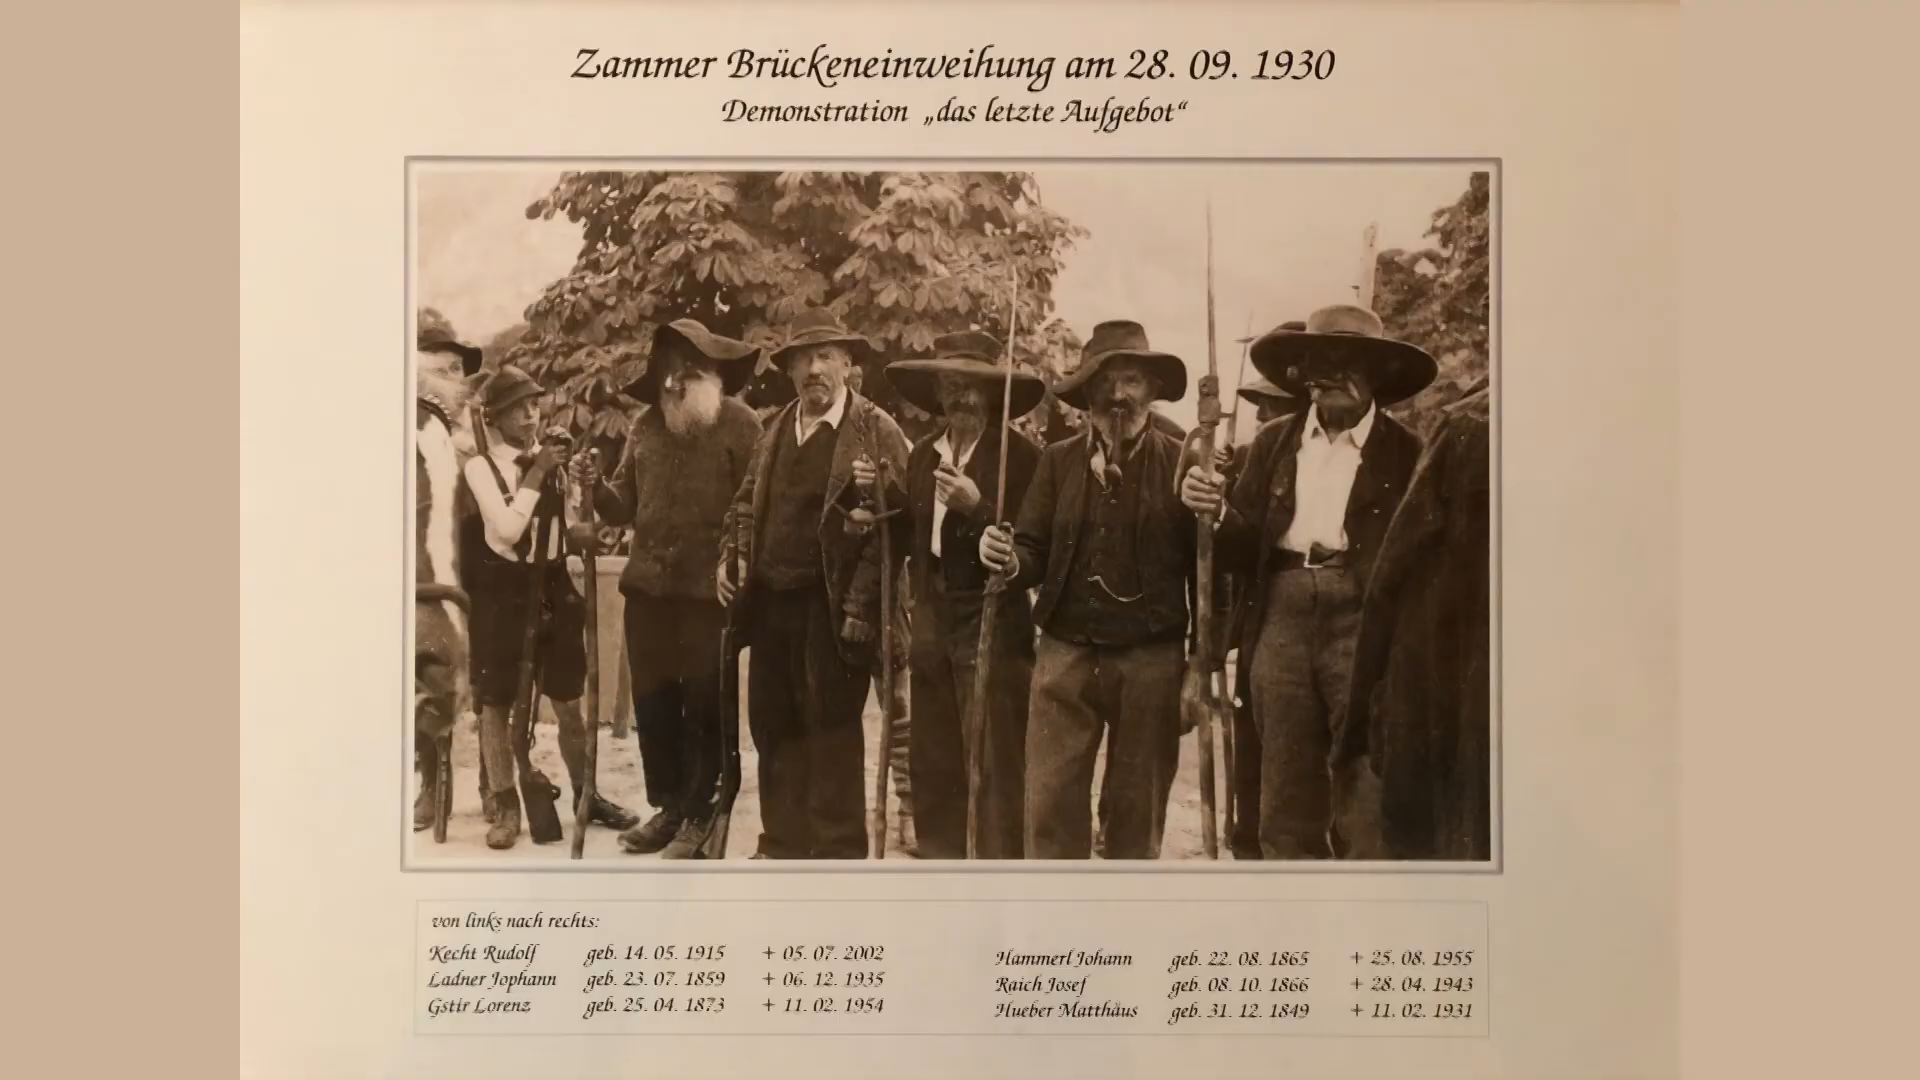 Zammer Brückeneinweihung am 28. 09. 1930
Demonstration „das letzte Aufgebot“
von links nach rechts:
Kecht Rudolf geb. 14. 05. 1915 + 05. 07. 2002
Ladner Jophann geb. 23. 07. 1859 + 06. 12. 1935
Gstir Lorenz geb. 25. 04. 1873 + 11. 02. 1954
Hammerl Johann geb. 22. 08. 1865 + 25. 08. 1955
Raich Josef geb. 08. 10. 1866 + 28. 04. 1943
Hueber Matthäus geb. 31. 12. 1849 + 11. 02. 1931